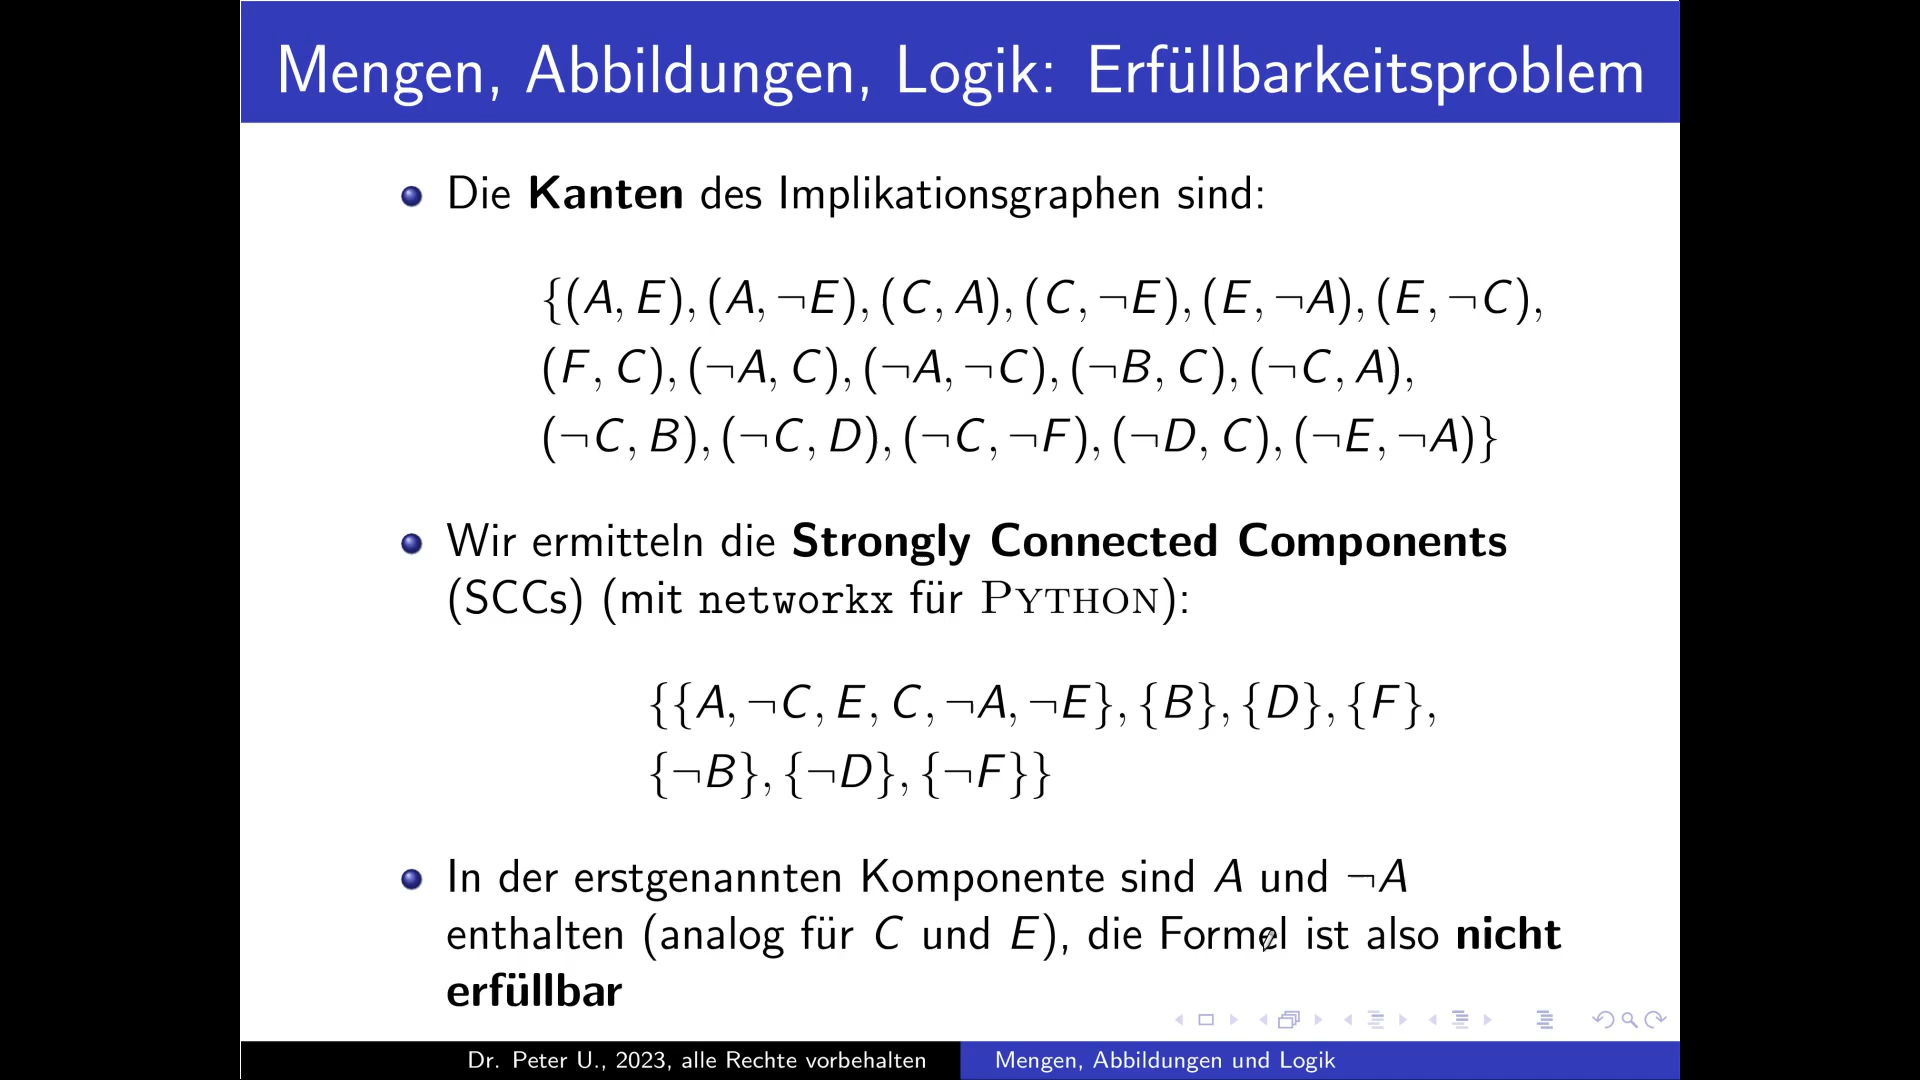 Mengen, Abbildungen, Logik: Erfüllbarkeitsproblem
Die Kanten des Implikationsgraphen sind:
{(A, E), (A, ¬E), (C, A), (C, ¬E), (E, ¬A), (E, ¬C),
(F, C), (¬A, C), (¬A, ¬C), (¬B, C), (¬C, A),
(¬C, B), (¬C, D), (¬C, ¬F), (¬D, C), (¬E, ¬A)}
Wir ermitteln die Strongly Connected Components
(SCCs) (mit networkx für PYTHON):
{{A, ¬C, E, C, ¬A, ¬E}, {B}, {D}, {F},
{¬B}, {¬D}, {¬F}}
In der erstgenannten Komponente sind A und ¬A
enthalten (analog für C und E), die Formel ist also nicht
erfüllbar
Dr. Peter U., 2023, alle Rechte vorbehalten
Mengen, Abbildungen und Logik